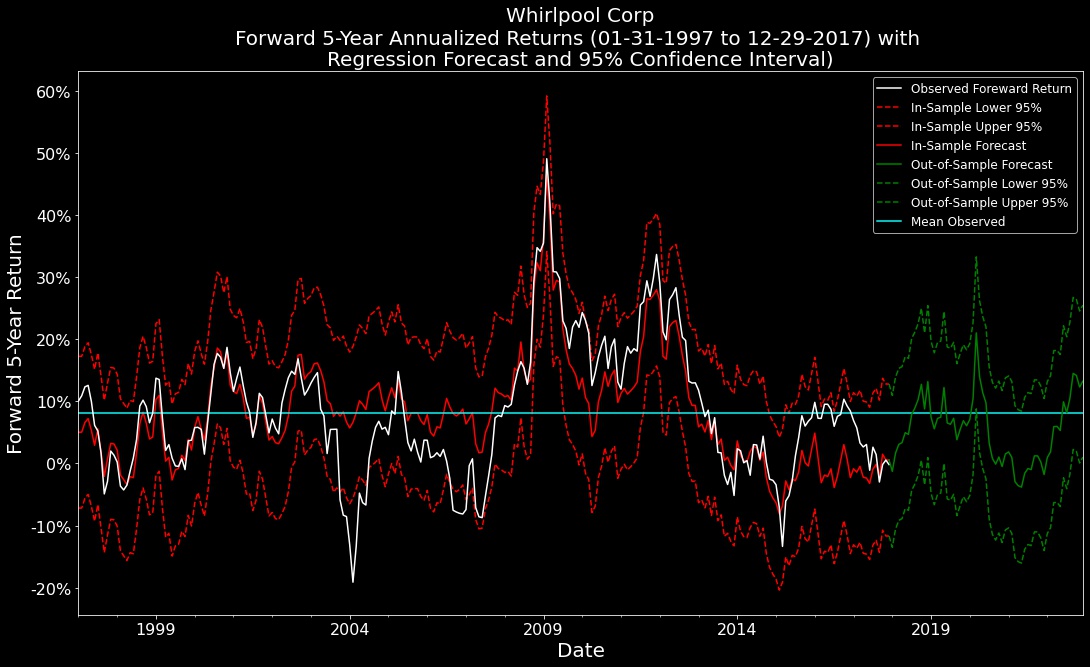 Whirlpool Corp
Forward 5-Year Annualized Returns (01-31-1997 to 12-29-2017) with
Regression Forecast and 95% Confidence Interval)
Observed Foreward Return
In-Sample Lower 95%
In-Sample Upper 95%
In-Sample Forecast
Out-of-Sample Forecast
Out-of-Sample Lower 95%
Out-of-Sample Upper 95%
Mean Observed
Forward 5-Year Return
60%
50%
40%
30%
20%
10%
0%
-10%
-20%
1999
2004
2009
2014
2019
Date